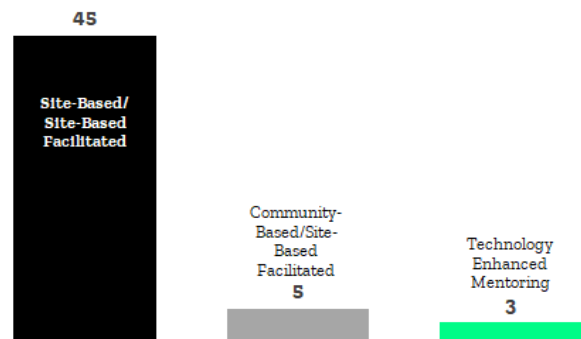 45
Site-Based/
Site-Based
Facilitated
Community-
Based/Site-
Based
Facilitated
5
Technology
Enhanced
Mentoring
3